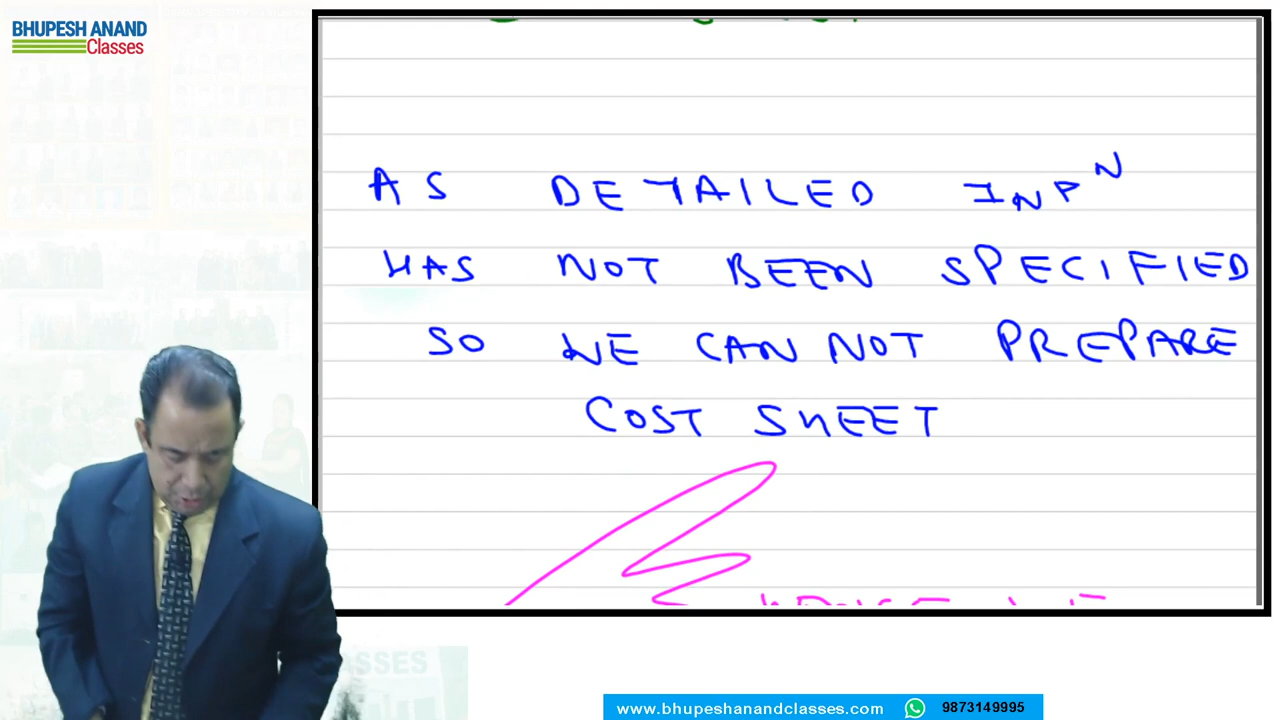 BHUPESH ANAND
Classes
AS DETAILED INFN
HAS NOT BEEN SPECIFIED
SO WE CAN NOT PREPARE
COST SHEET
www.bhupeshanandclasses.com 9873149995